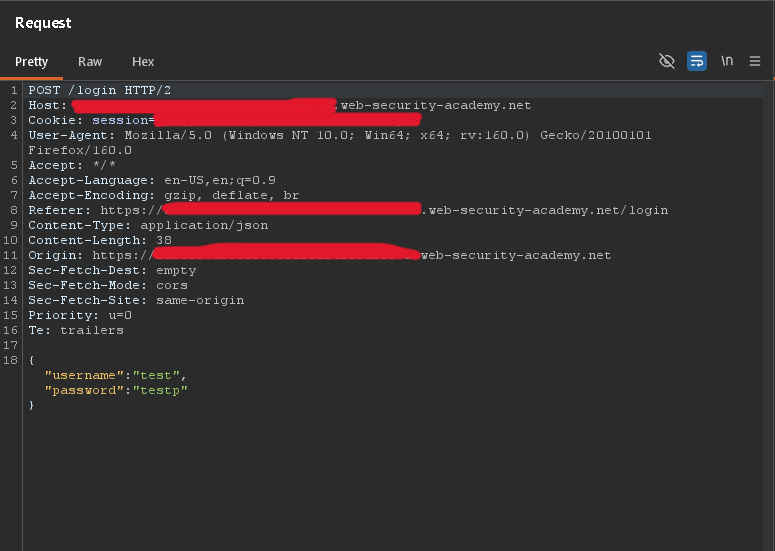 Request
Pretty Raw Hex \n
1 POST /login HTTP/2
2 Host: .web-security-academy.net
3 Cookie: session=
4 User-Agent: Mozilla/5.0 (Windows NT 10.0; Win64; x64; rv:160.0) Gecko/20100101
Firefox/160.0
5 Accept: */*
6 Accept-Language: en-US,en;q=0.9
7 Accept-Encoding: gzip, deflate, br
8 Referer: https://.web-security-academy.net/login
9 Content-Type: application/json
10 Content-Length: 38
11 Origin: https://web-security-academy.net
12 Sec-Fetch-Dest: empty
13 Sec-Fetch-Mode: cors
14 Sec-Fetch-Site: same-origin
15 Priority: u=0
16 Te: trailers
17
18 {
"username":"test",
"password":"testp"
}